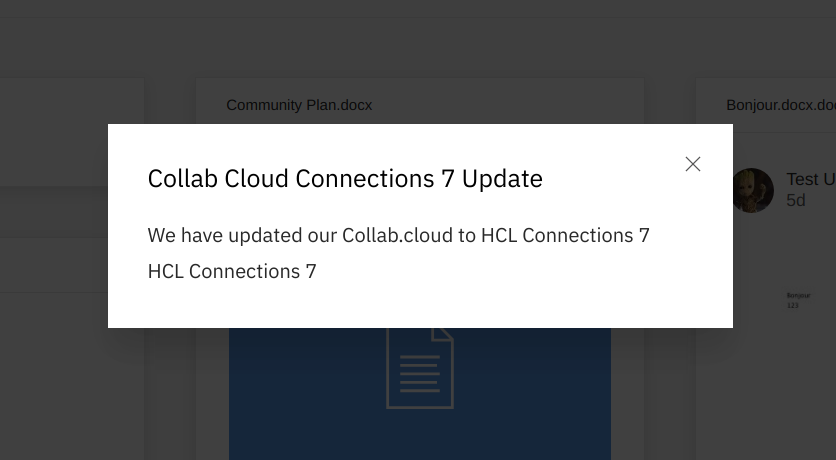 Community Plan.docx
Bonjour.docx.do
Collab Cloud Connections 7 Update
Test U
5d
We have updated our Collab.cloud to HCL Connections 7
HCL Connections 7
Bonjour
123